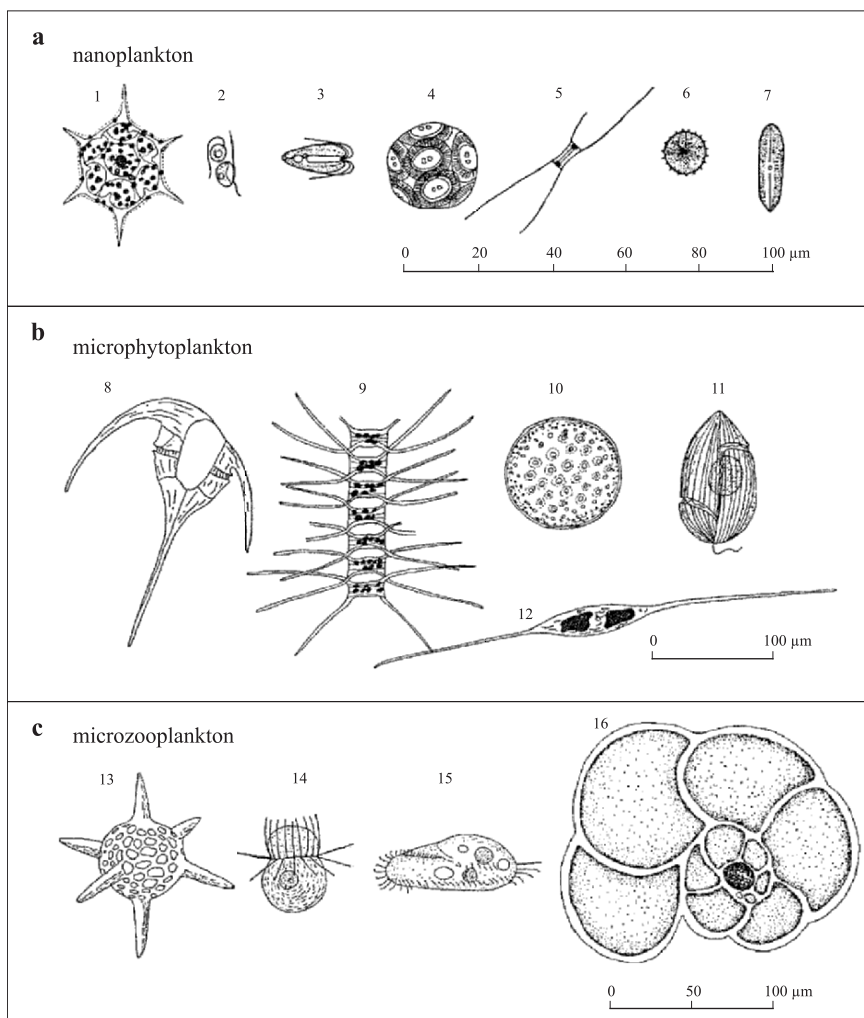 a
nanoplankton
1 2 3 4 5 6 7
0 20 40 60 80 100 µm
b
microphytoplankton
8 9 10 11
12
0 100 µm
c
microzooplankton
13 14 15 16
0 50 100 µm